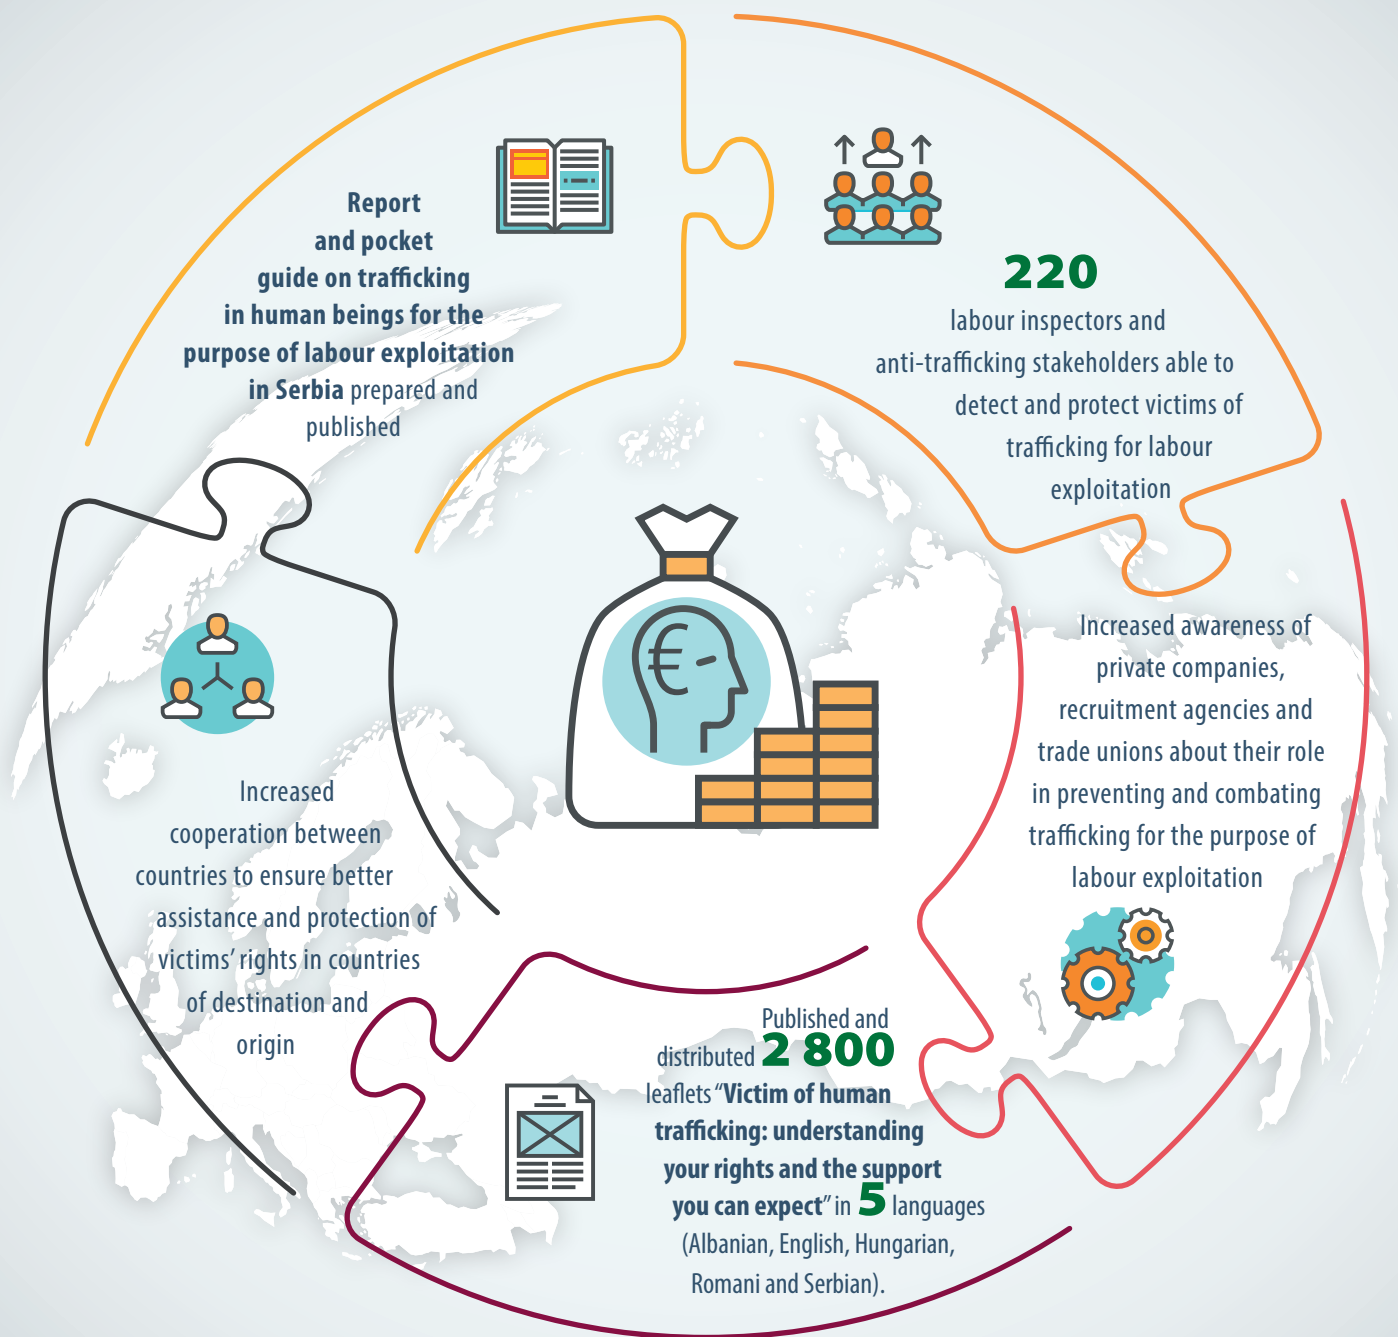 Report
and pocket
guide on trafficking
in human beings for the
purpose of labour exploitation
in Serbia prepared and
published
220
labour inspectors and
anti-trafficking stakeholders able to
detect and protect victims of
trafficking for labour
exploitation
Increased awareness of
private companies,
recruitment agencies and
trade unions about their role
in preventing and combating
trafficking for the purpose of
labour exploitation
Published and
distributed 2 800
leaflets “Victim of human
trafficking: understanding
your rights and the support
you can expect” in 5 languages
(Albanian, English, Hungarian,
Romani and Serbian).
Increased
cooperation between
countries to ensure better
assistance and protection of
victims’ rights in countries
of destination and
origin
€